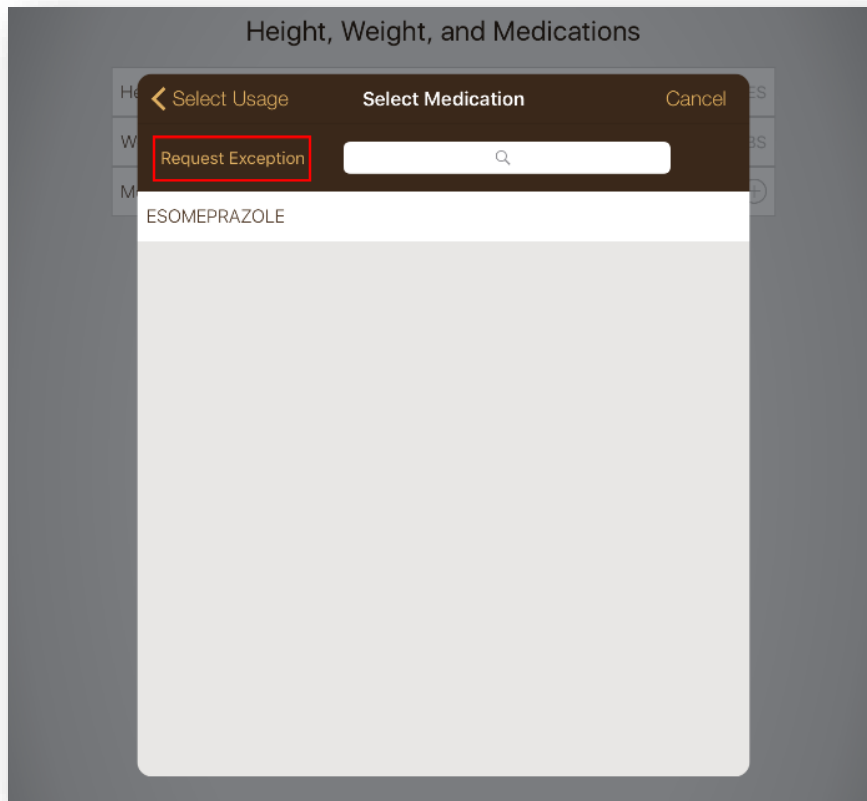 Height, Weight, and Medications
Select Usage Select Medication Cancel
Request Exception
ESOMEPRAZOLE